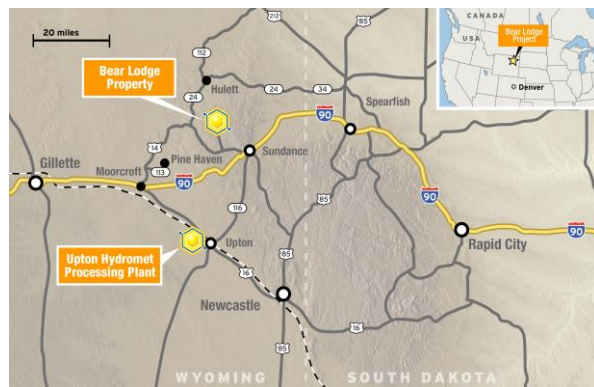 20 miles
85
212
112
Bear Lodge
Property
Hulett
24
34
24
Spearfish
90
CANADA
USA
Bear Lodge
Project
Denver
14
Pine Haven
113
Sundance
Gillette
Moorcroft
90
90
85
116
Upton Hydromet
Processing Plant
Upton
85
16
Rapid City
90
Newcastle
16
85
WYOMING
SOUTH DAKOTA